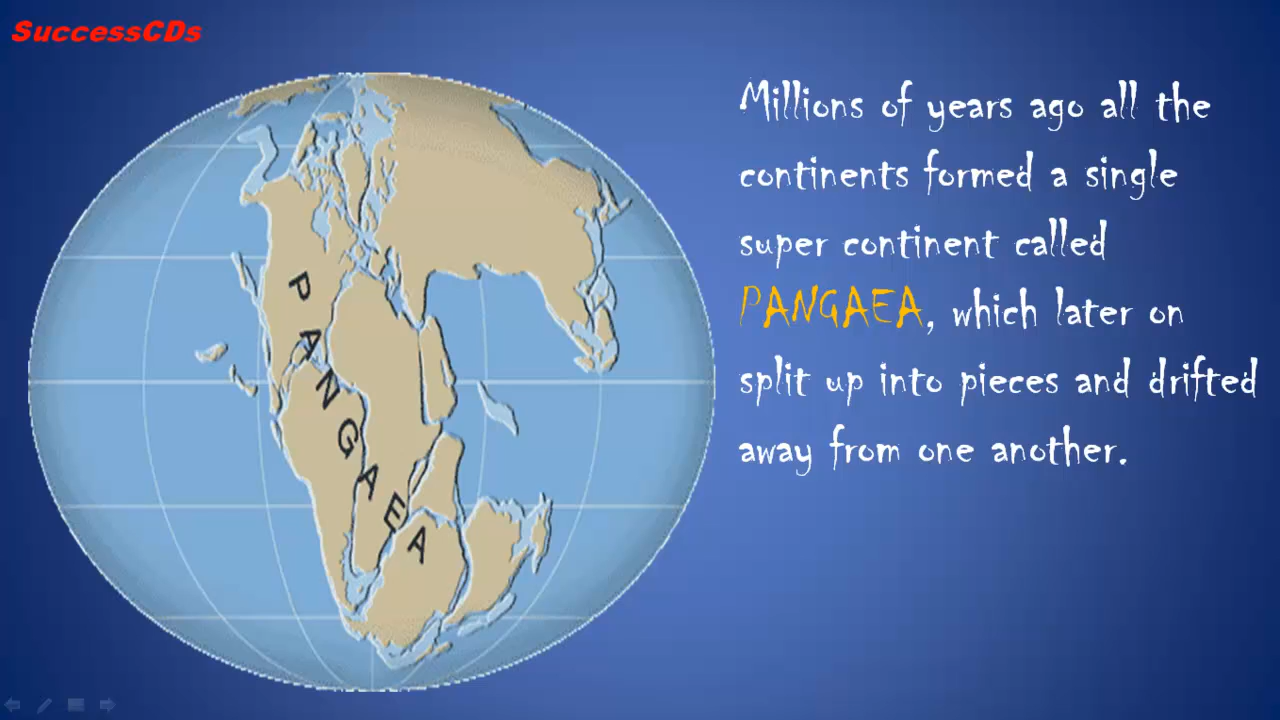 SuccessCDs
Millions of years ago all the
continents formed a single
super continent called
PANGAEA, which later on
split up into pieces and drifted
away from one another.
PANGAEA